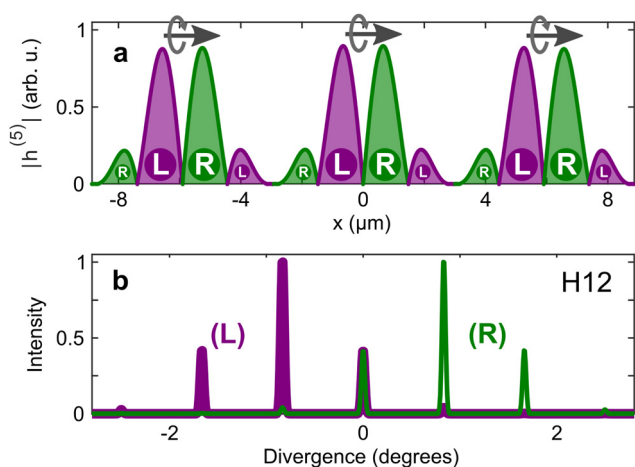 a
|h(5)| (arb. u.)
1
0.5
0
R L R L R L R L R L R L
-8 -4 0 4 8
x (µm)
b
H12
Intensity
1
0.5
0
(L) (R)
-2 0 2
Divergence (degrees)